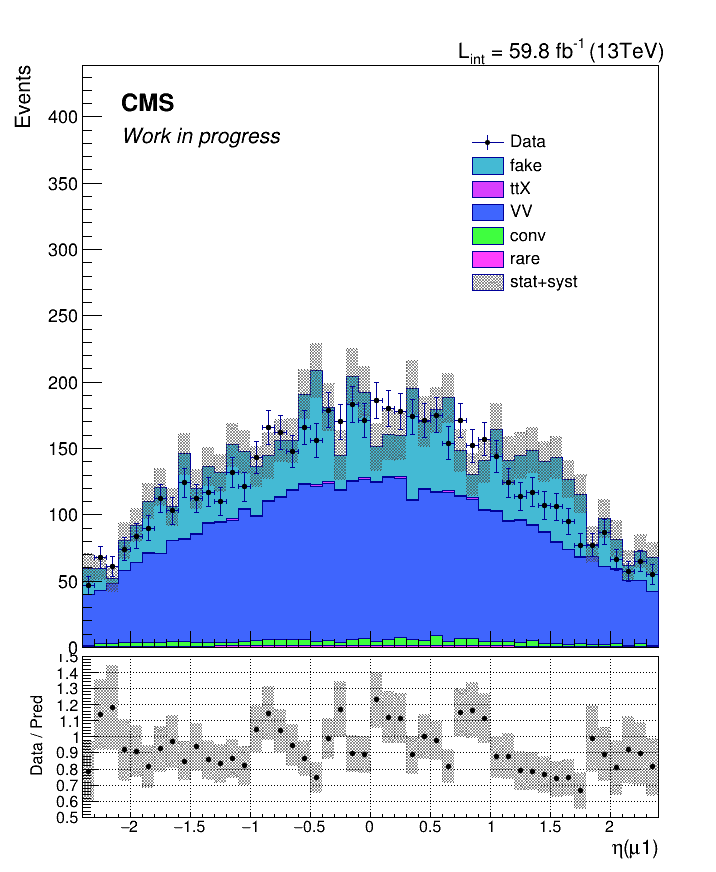 L_int = 59.8 fb^-1 (13TeV)
Events
CMS
Work in progress
Data
fake
ttX
VV
conv
rare
stat+syst
400
350
300
250
200
150
100
50
0
Data / Pred
1.5
1.4
1.3
1.2
1.1
1
0.9
0.8
0.7
0.6
0.5
−2 −1.5 −1 −0.5 0 0.5 1 1.5 2
η(μ1)